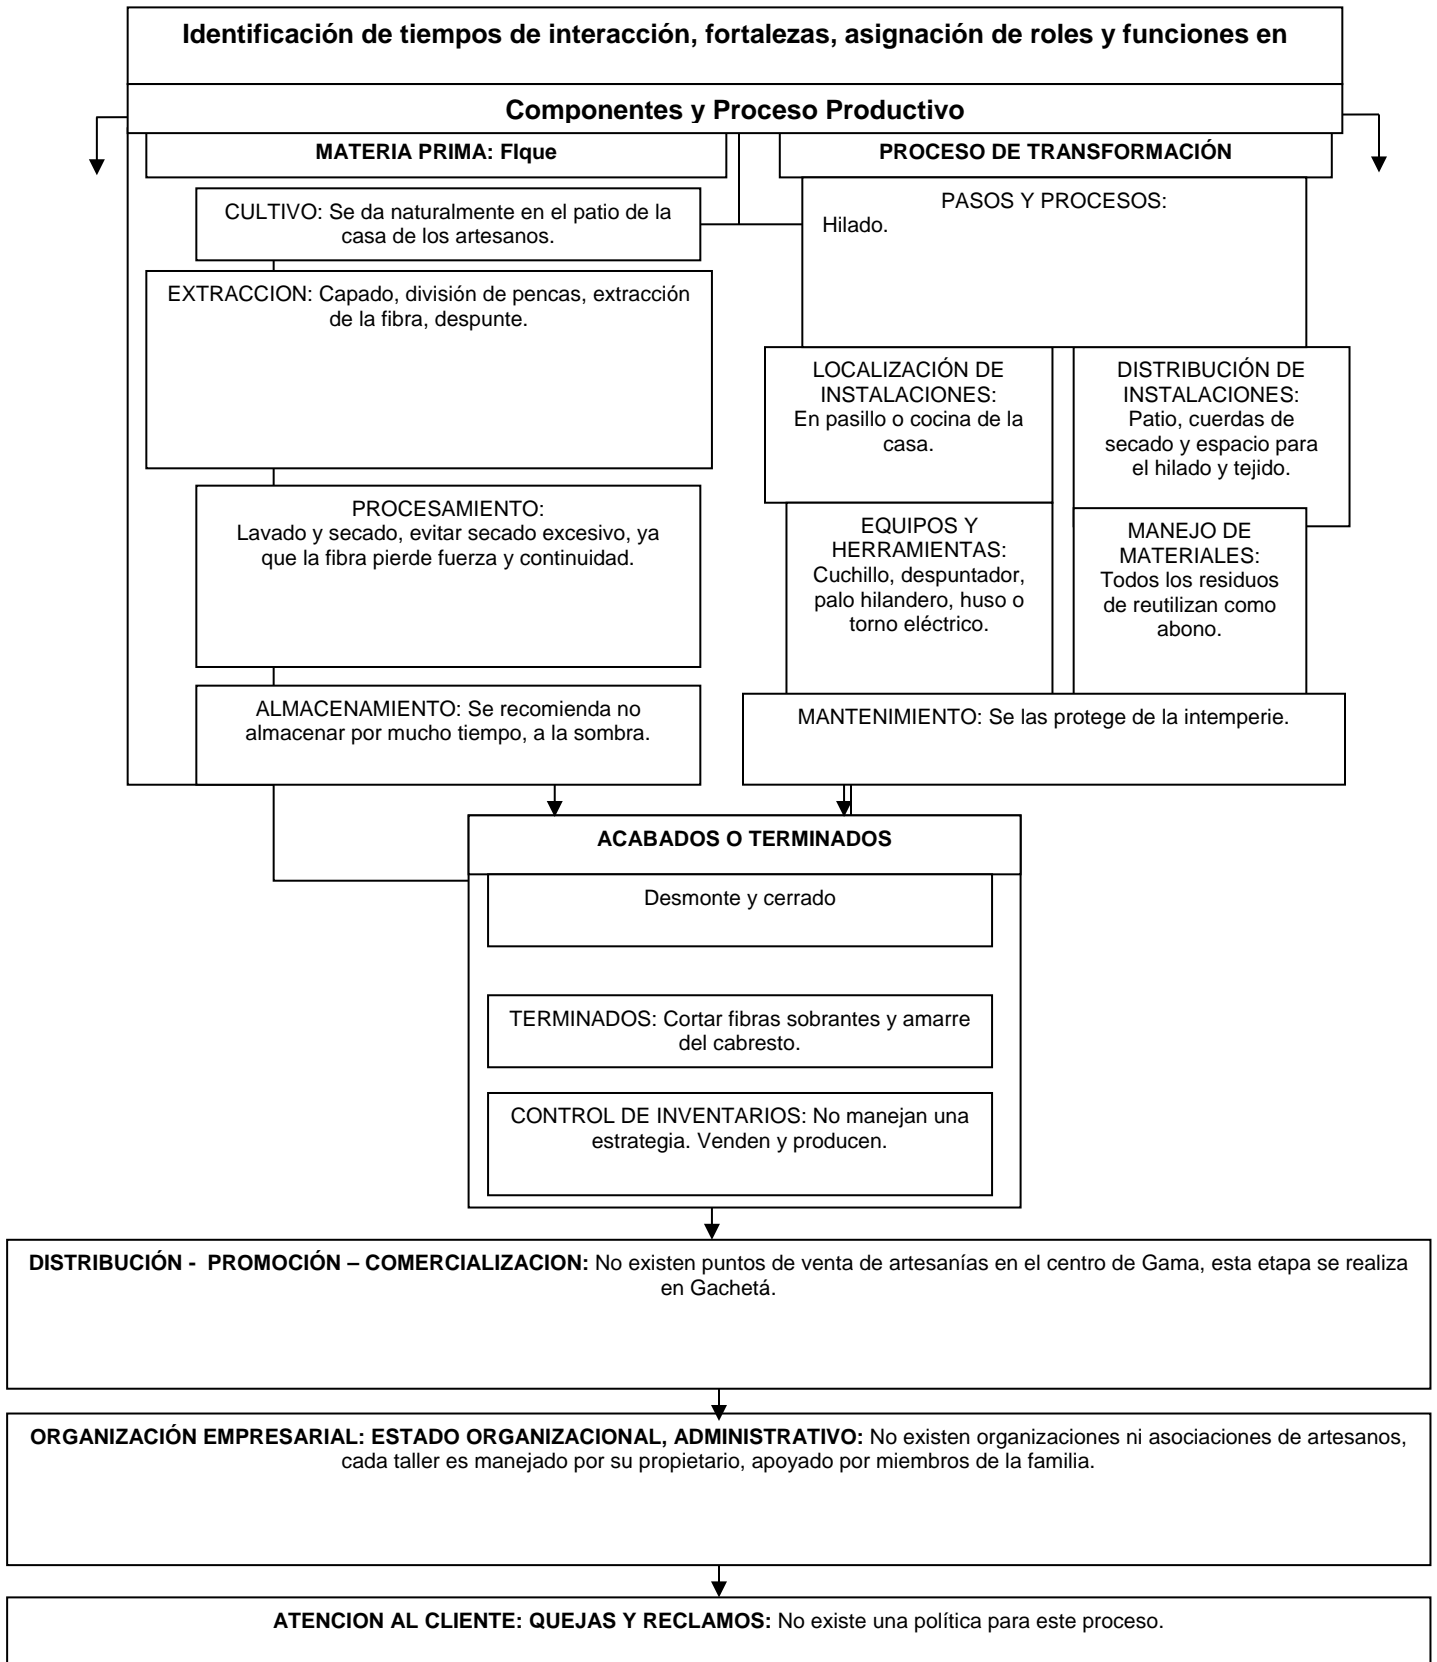 Identificación de tiempos de interacción, fortalezas, asignación de roles y funciones en
Componentes y Proceso Productivo
MATERIA PRIMA: FIque
CULTIVO: Se da naturalmente en el patio de la
casa de los artesanos.
EXTRACCION: Capado, división de pencas, extracción
de la fibra, despunte.
PROCESAMIENTO:
Lavado y secado, evitar secado excesivo, ya
que la fibra pierde fuerza y continuidad.
ALMACENAMIENTO: Se recomienda no
almacenar por mucho tiempo, a la sombra.
PROCESO DE TRANSFORMACIÓN
PASOS Y PROCESOS:
Hilado.
LOCALIZACIÓN DE
INSTALACIONES:
En pasillo o cocina de la
casa.
DISTRIBUCIÓN DE
INSTALACIONES:
Patio, cuerdas de
secado y espacio para
el hilado y tejido.
EQUIPOS Y
HERRAMIENTAS:
Cuchillo, despuntador,
palo hilandero, huso o
torno eléctrico.
MANEJO DE
MATERIALES:
Todos los residuos
de reutilizan como
abono.
MANTENIMIENTO: Se las protege de la intemperie.
ACABADOS O TERMINADOS
Desmonte y cerrado
TERMINADOS: Cortar fibras sobrantes y amarre
del cabresto.
CONTROL DE INVENTARIOS: No manejan una
estrategia. Venden y producen.
DISTRIBUCIÓN - PROMOCIÓN – COMERCIALIZACION: No existen puntos de venta de artesanías en el centro de Gama, esta etapa se realiza
en Gachetá.
ORGANIZACIÓN EMPRESARIAL: ESTADO ORGANIZACIONAL, ADMINISTRATIVO: No existen organizaciones ni asociaciones de artesanos,
cada taller es manejado por su propietario, apoyado por miembros de la familia.
ATENCION AL CLIENTE: QUEJAS Y RECLAMOS: No existe una política para este proceso.